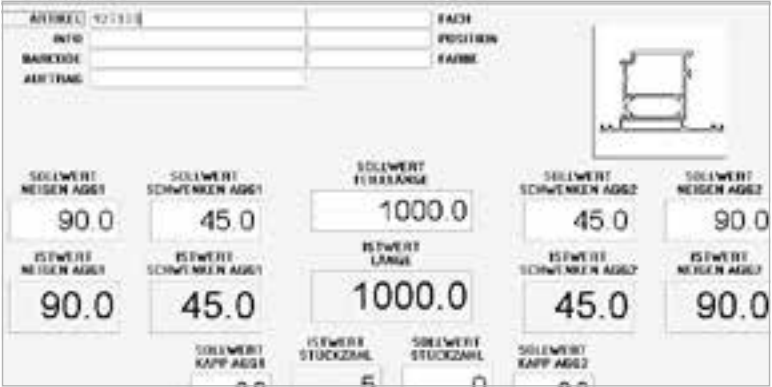 ARTIKEL
FACH
INFO
POSITION
BARCODE
FARBE
AUFTRAG
SOLLWERT NEIGEN AGG1
SOLLWERT SCHWENKEN AGG1
SOLLWERT
SOLLWERT SCHWENKEN AGG2
SOLLWERT NEIGEN AGG2
90.0 45.0 1000.0 45.0 90.0
ISTWERT NEIGEN AGG1
ISTWERT SCHWENKEN AGG1
ISTWERT LÄNGE
ISTWERT SCHWENKEN AGG2
ISTWERT NEIGEN AGG2
90.0 45.0 1000.0 45.0 90.0
SOLLWERT KAPP AGG1
ISTWERT STÜCKZAHL
SOLLWERT STÜCKZAHL
SOLLWERT KAPP AGG2